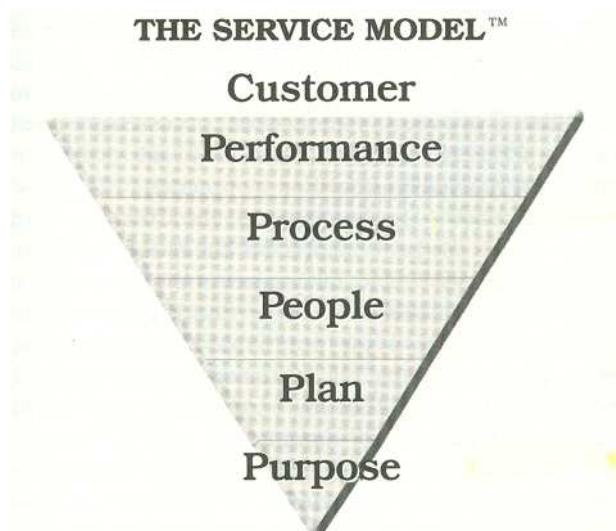 THE SERVICE MODEL™
Customer
Performance
Process
People
Plan
Purpose